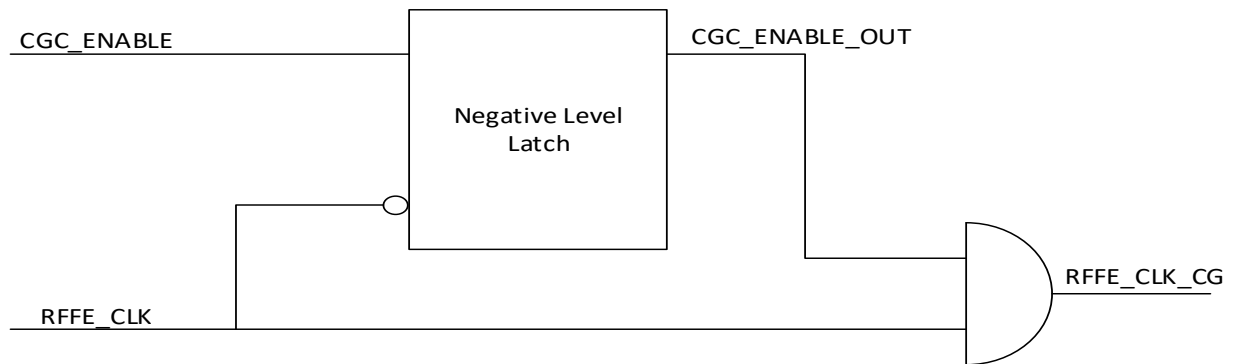 CGC_ENABLE
CGC_ENABLE_OUT
Negative Level
Latch
RFFE_CLK_CG
RFFE_CLK